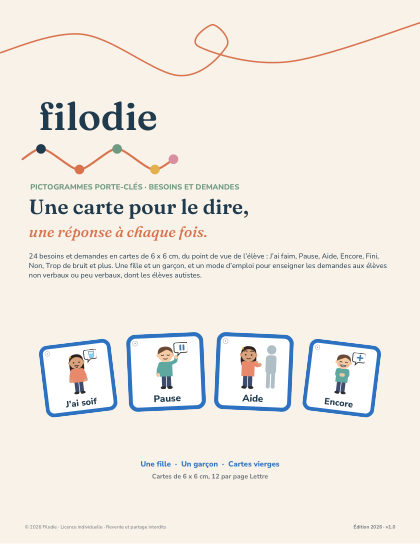 filodie
PICTOGRAMMES PORTE-CLÉS · BESOINS ET DEMANDES
Une carte pour le dire,
une réponse à chaque fois.
24 besoins et demandes en cartes de 6 x 6 cm, du point de vue de l'élève : J'ai faim, Pause, Aide, Encore, Fini,
Non, Trop de bruit et plus. Une fille et un garçon, et un mode d'emploi pour enseigner les demandes aux élèves
non verbaux ou peu verbaux, dont les élèves autistes.
J'ai soif
Pause
Aide
Encore
Une fille · Un garçon · Cartes vierges
Cartes de 6 x 6 cm, 12 par page Lettre
© 2026 Filodie · Licence individuelle · Revente et partage interdits
Édition 2026 · v1.0